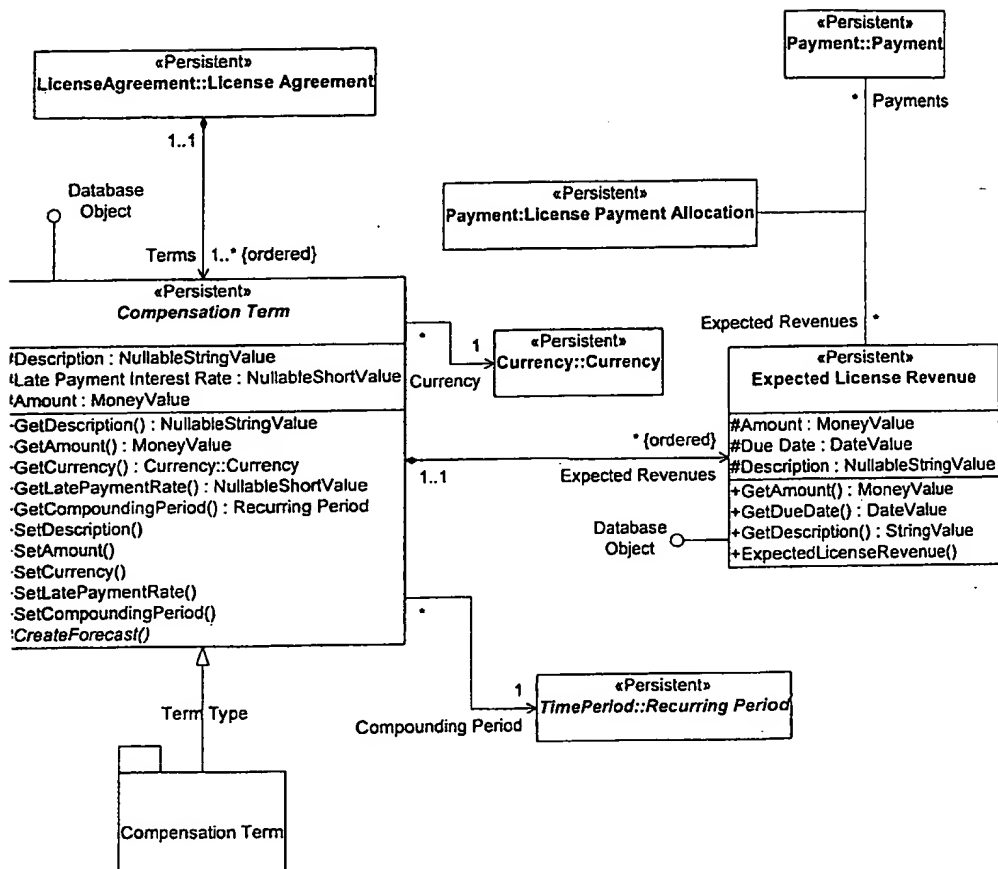 «Persistent»
LicenseAgreement::License Agreement
1..1
Database
Object
Terms 1..* {ordered}
«Persistent»
Payment::Payment
* Payments
«Persistent»
Payment:License Payment Allocation
Expected Revenues *
«Persistent»
Compensation Term
Description : NullableStringValue
Late Payment Interest Rate : NullableShortValue
Amount : MoneyValue
GetDescription() : NullableStringValue
GetAmount() : MoneyValue
GetCurrency() : Currency::Currency
GetLatePaymentRate() : NullableShortValue
GetCompoundingPeriod() : Recurring Period
SetDescription()
SetAmount()
SetCurrency()
SetLatePaymentRate()
SetCompoundingPeriod()
CreateForecast()
* 1
Currency
«Persistent»
Currency::Currency
* {ordered}
1..1 Expected Revenues
«Persistent»
Expected License Revenue
#Amount : MoneyValue
#Due Date : DateValue
#Description : NullableStringValue
+GetAmount() : MoneyValue
+GetDueDate() : DateValue
+GetDescription() : StringValue
+ExpectedLicenseRevenue()
Database
Object
* 1
Compounding Period
«Persistent»
TimePeriod::Recurring Period
Term Type
Compensation Term